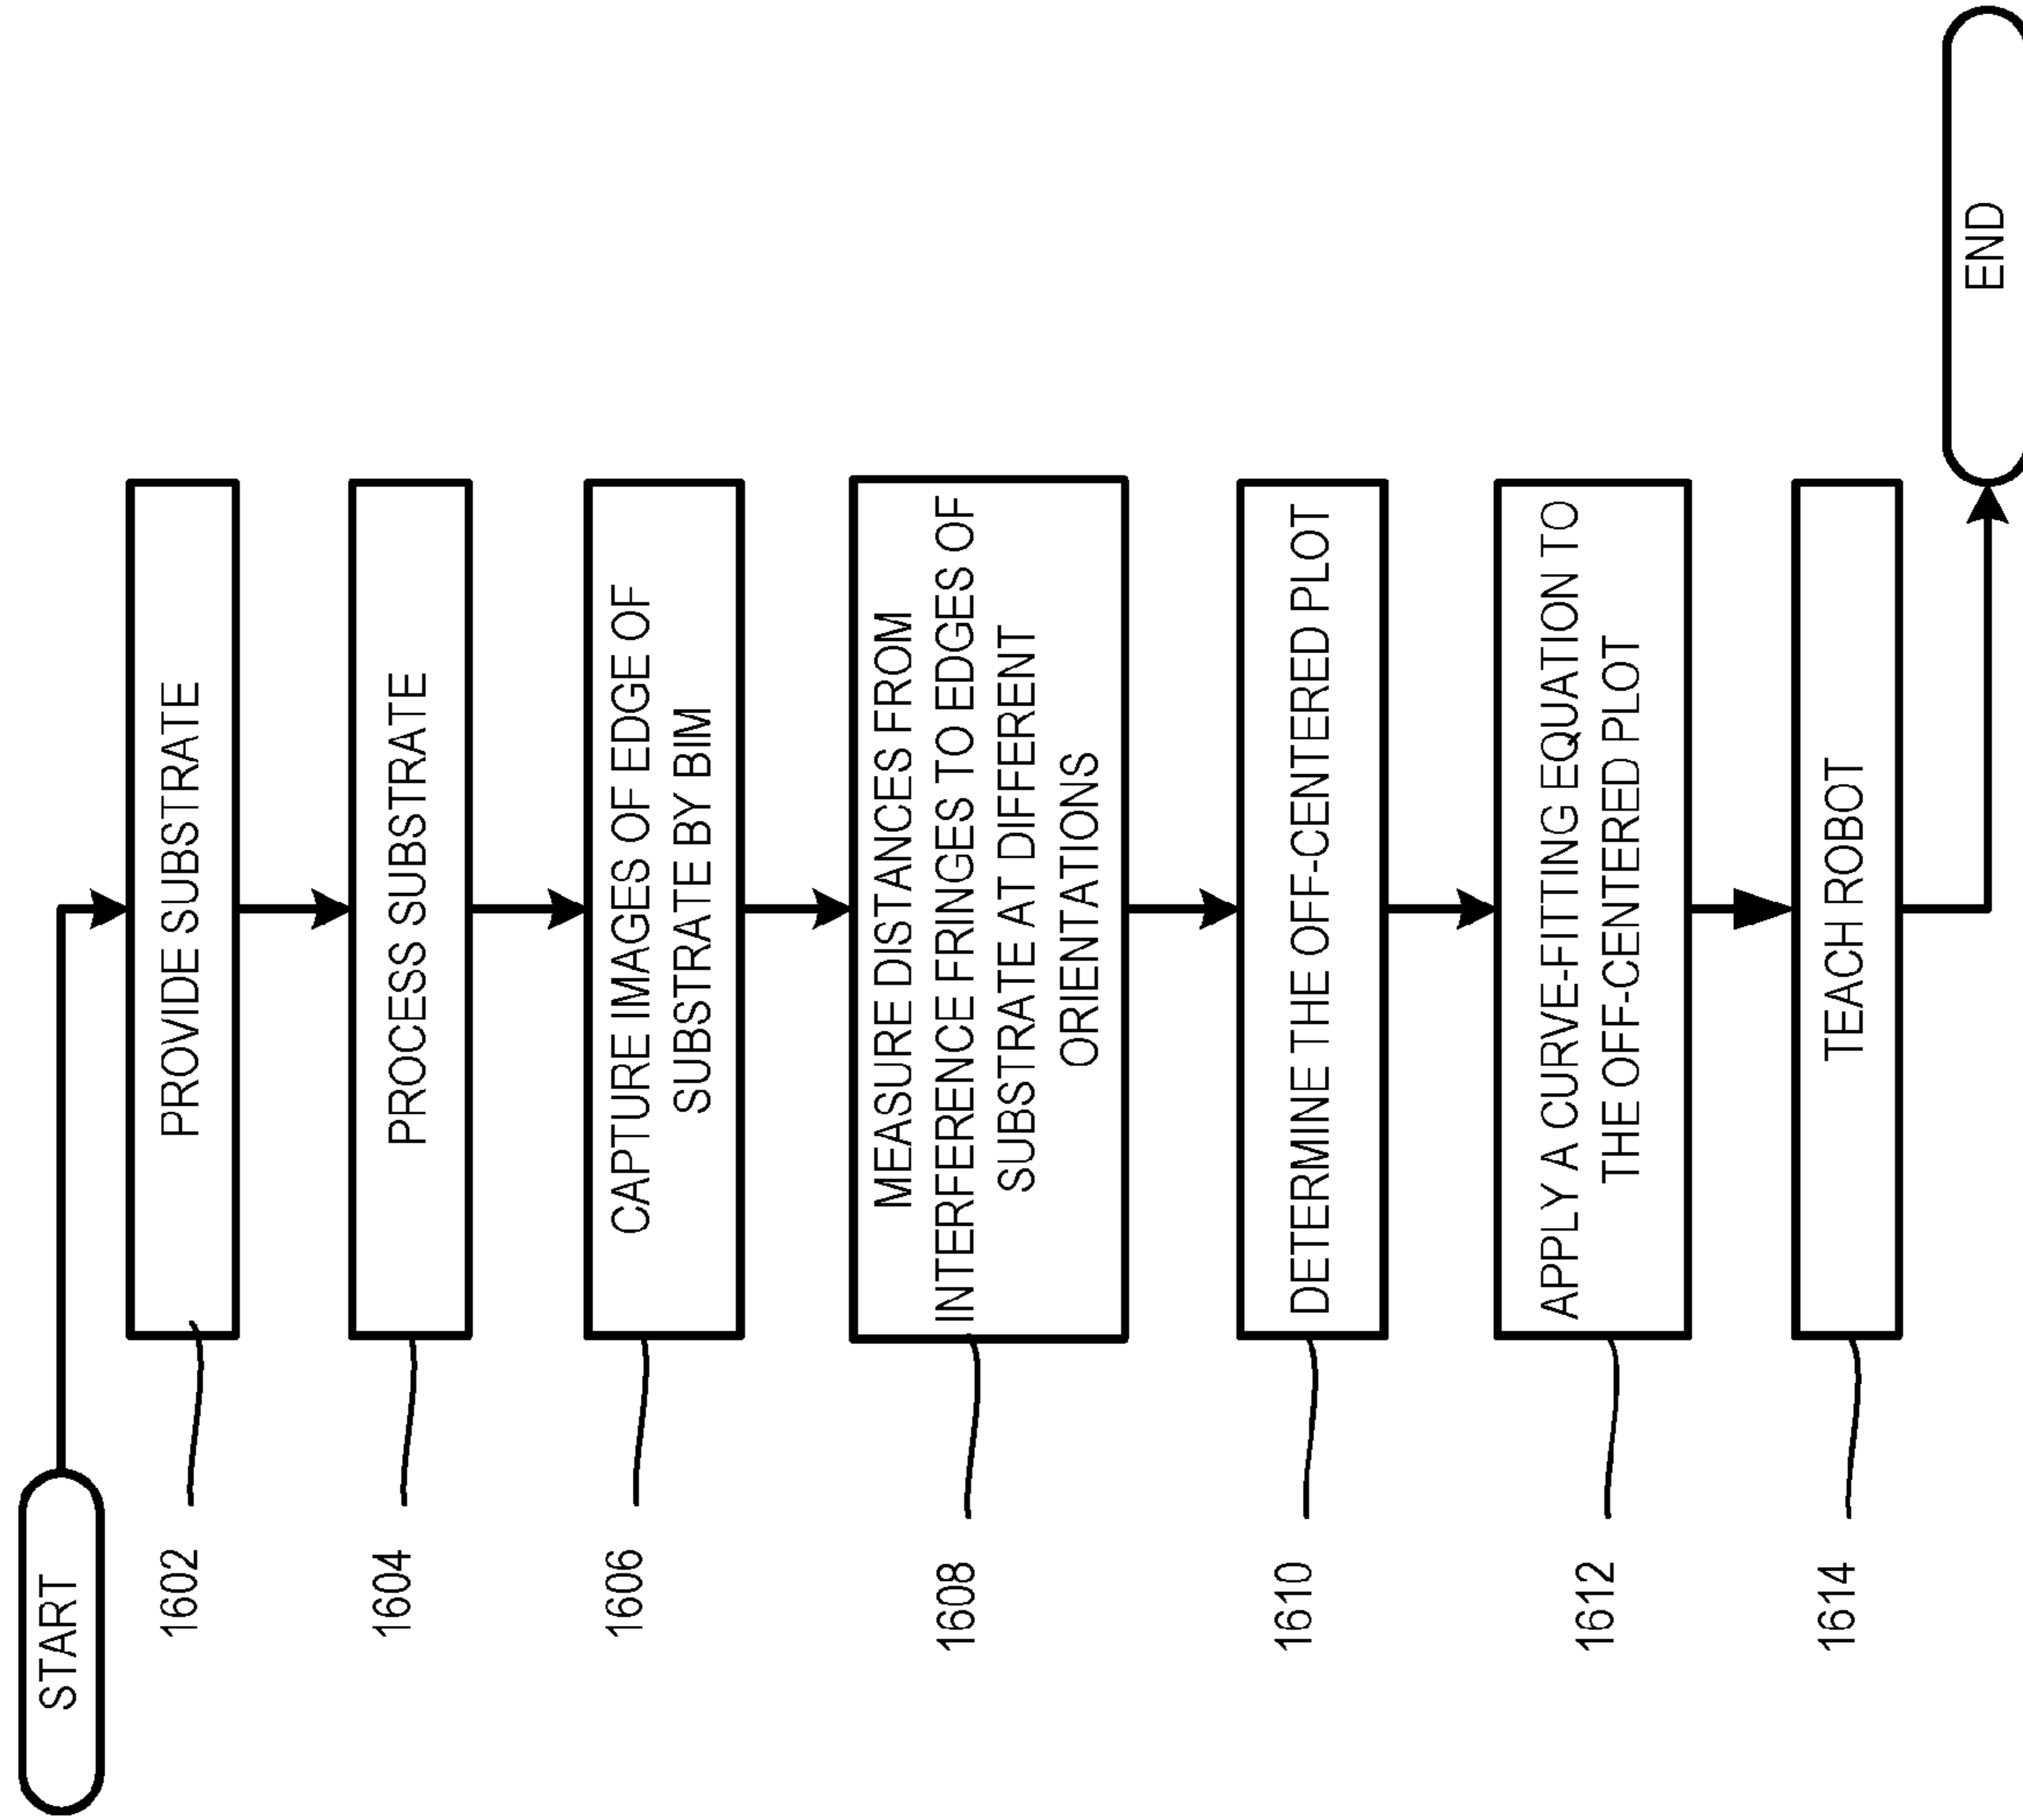 START
1602
PROVIDE SUBSTRATE
1604
PROCESS SUBSTRATE
1606
CAPTURE IMAGES OF EDGE OF
SUBSTRATE BY BIM
1608
MEASURE DISTANCES FROM
INTERFERENCE FRINGES TO EDGES OF
SUBSTRATE AT DIFFERENT
ORIENTATIONS
1610
DETERMINE THE OFF-CENTERED PLOT
1612
APPLY A CURVE-FITTING EQUATION TO
THE OFF-CENTERED PLOT
1614
TEACH ROBOT
END